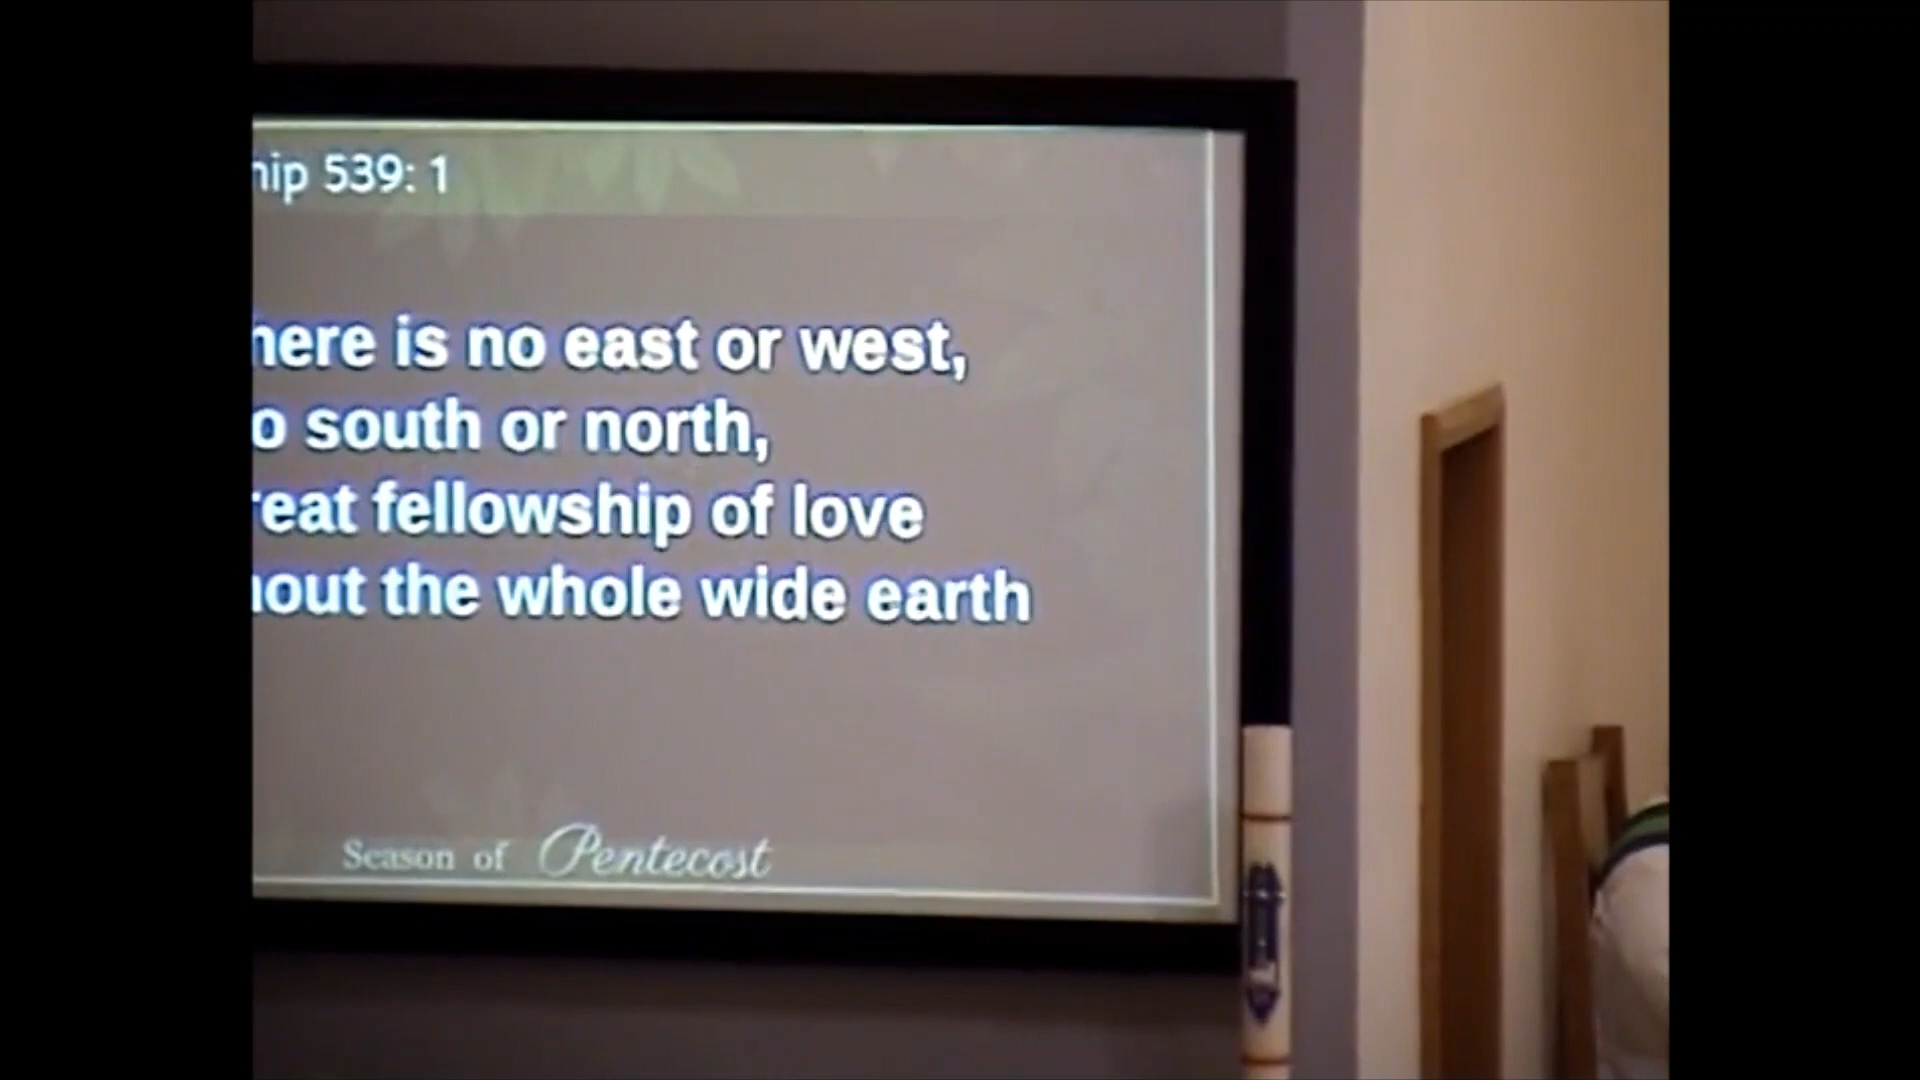 hip 539: 1
here is no east or west,
o south or north,
reat fellowship of love
hout the whole wide earth
Season of Pentecost